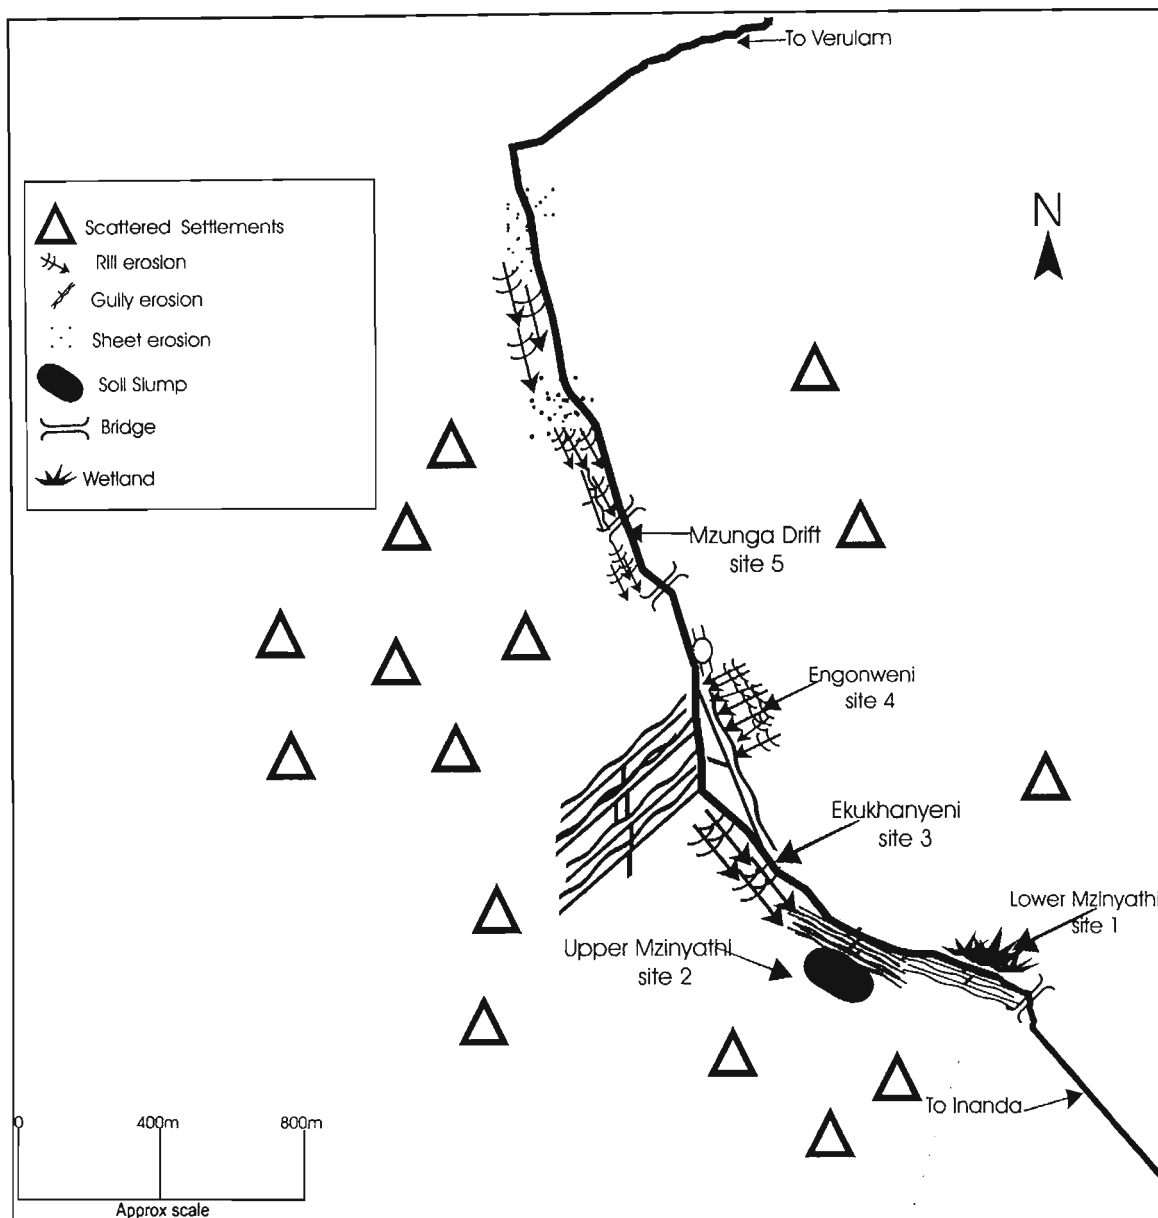 To Verulam
N
Scattered Settlements
Rill erosion
Gully erosion
Sheet erosion
Soil Slump
Bridge
Wetland
Mzunga Drift
site 5
Engonweni
site 4
Ekukhanyeni
site 3
Lower Mzinyathi
site 1
Upper Mzinyathi
site 2
To Inanda
0 400m 800m
Approx scale